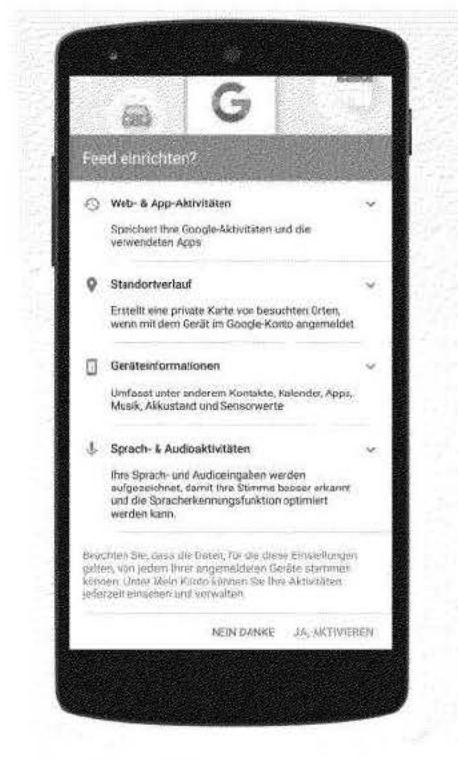 G
Feed einrichten?
Web- & App-Aktivitäten
Speichert Ihre Google-Aktivitäten und die
verwendeten Apps
Standortverlauf
Erstellt eine private Karte von besuchten Orten,
wenn mit dem Gerät im Google-Konto angemeldet
Geräteinformationen
Umfasst unter anderem Kontakte, Kalender, Apps,
Musik, Akkustand und Sensorwerte
Sprach- & Audioaktivitäten
Ihre Sprach- und Audioeingaben werden
aufgezeichnet, damit Ihre Stimme besser erkannt
und die Spracherkennungsfunktion optimiert
werden kann.
Beachten Sie, dass die Daten, für die diese Einstellungen
gelten, von jedem Ihrer angemeldeten Geräte stammen
können. Unter Mein Konto können Sie Ihre Aktivitäten
jederzeit einsehen und verwalten.
NEIN DANKE JA, AKTIVIEREN